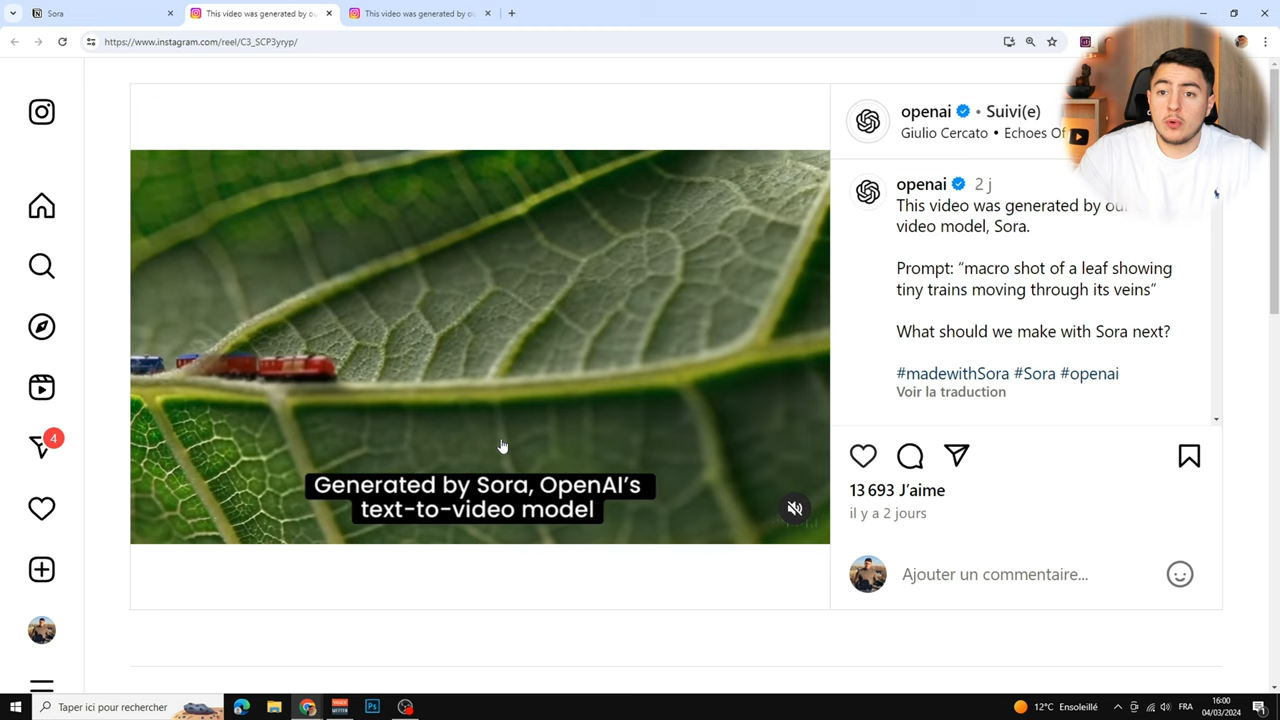 Sora
This video was generated by ou
This video was generated by ou
https://www.instagram.com/reel/C3_SCP3yryp/
openai • Suivi(e)
Giulio Cercato • Echoes Of
openai 2 j
This video was generated by ou
video model, Sora.
Prompt: “macro shot of a leaf showing
tiny trains moving through its veins”
What should we make with Sora next?
#madewithSora #Sora #openai
Voir la traduction
4
Generated by Sora, OpenAI’s
text-to-video model
13 693 J’aime
il y a 2 jours
Ajouter un commentaire...
Taper ici pour rechercher
Ps
12°C Ensoleillé
FRA
16:00
04/03/2024
1